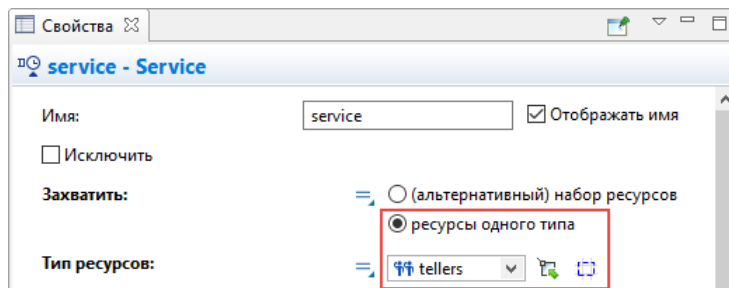 Свойства
service - Service
Имя: service Отображать имя
Исключить
Захватить: (альтернативный) набор ресурсов
ресурсы одного типа
Тип ресурсов: tellers